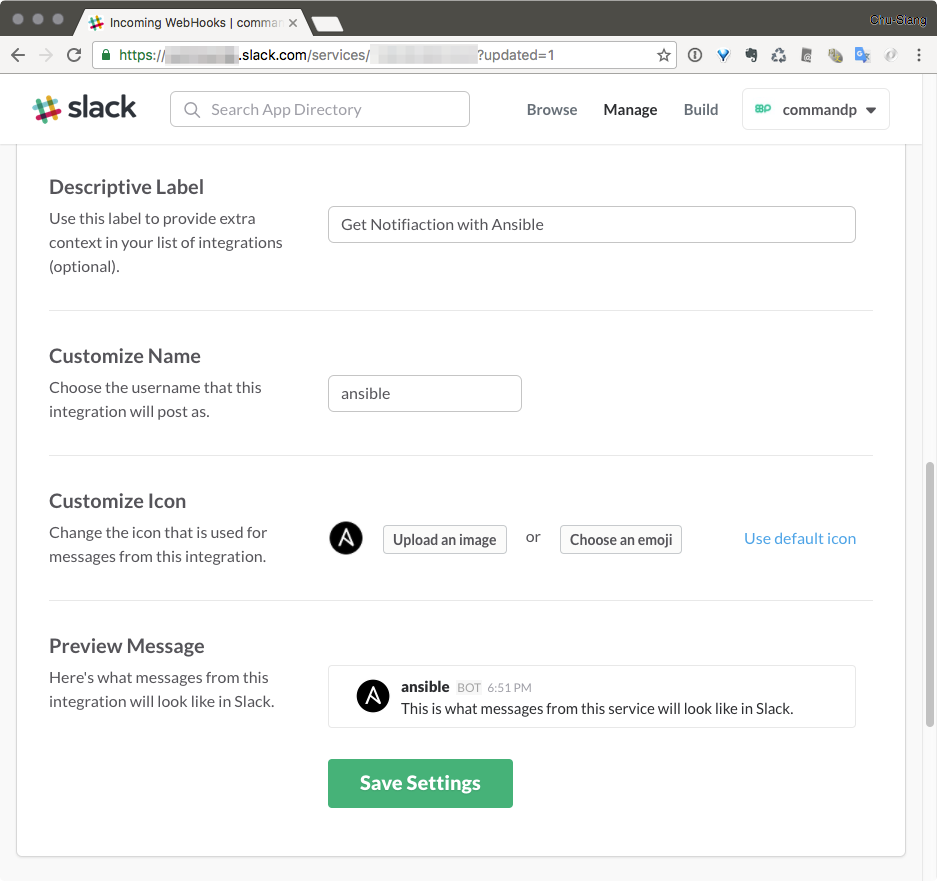 Incoming WebHooks | comman
Chu-Siang
https://
.slack.com/services/
?updated=1
slack
Search App Directory
Browse
Manage
Build
commandp
Descriptive Label
Use this label to provide extra
context in your list of integrations
(optional).
Get Notifiaction with Ansible
Customize Name
Choose the username that this
integration will post as.
ansible
Customize Icon
Change the icon that is used for
messages from this integration.
Upload an image
or
Choose an emoji
Use default icon
Preview Message
Here's what messages from this
integration will look like in Slack.
ansible BOT 6:51 PM
This is what messages from this service will look like in Slack.
Save Settings